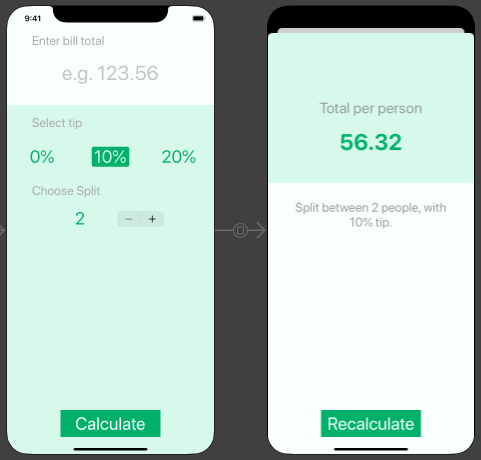 9:41
Enter bill total
e.g. 123.56
Select tip
0% 10% 20%
Choose Split
2 − +
Calculate
Total per person
56.32
Split between 2 people, with
10% tip.
Recalculate